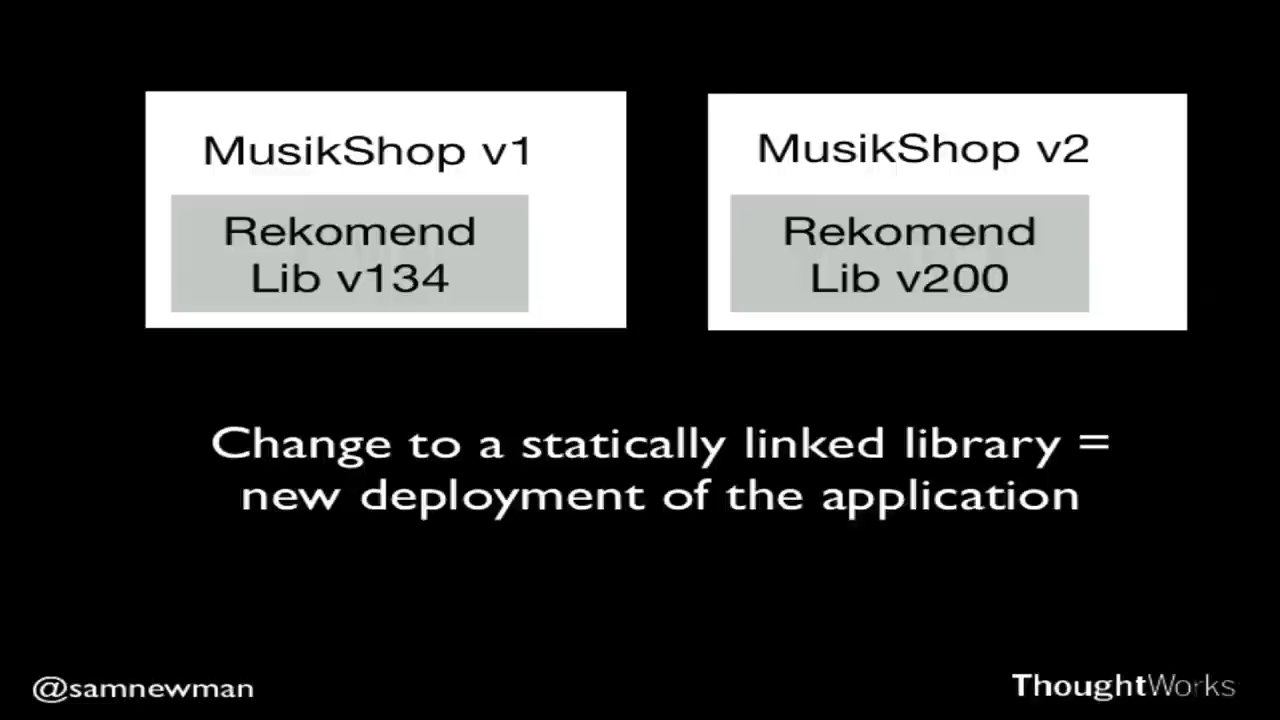 MusikShop v1
Rekomend
Lib v134
MusikShop v2
Rekomend
Lib v200
Change to a statically linked library =
new deployment of the application
@samnewman
ThoughtWorks